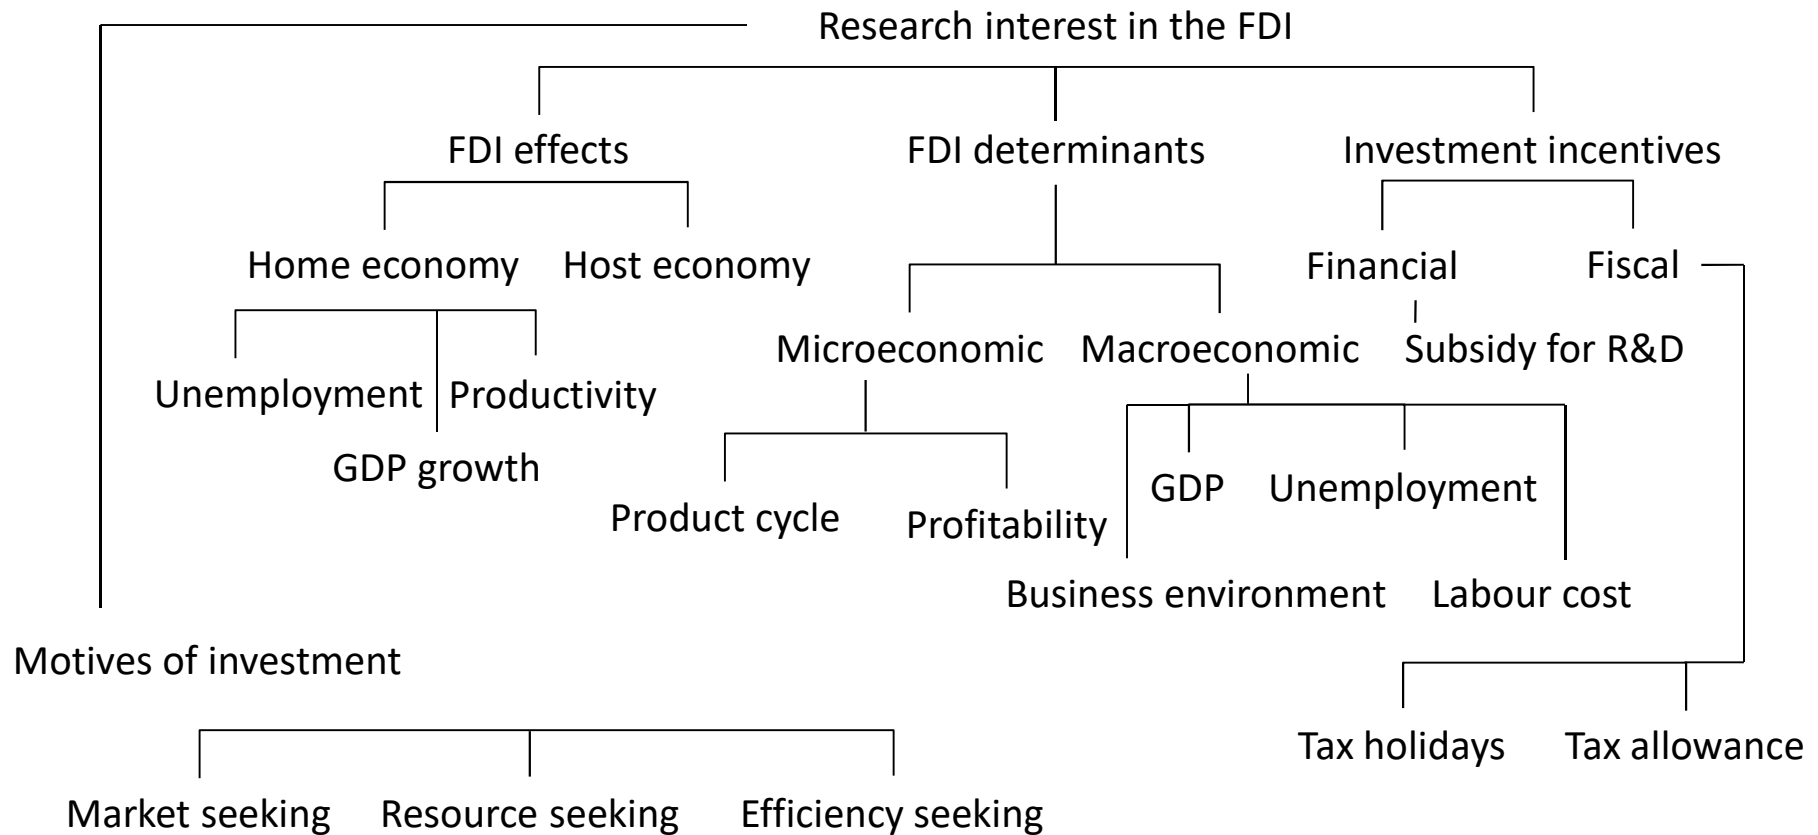 Research interest in the FDI
FDI effects
FDI determinants
Investment incentives
Home economy
Host economy
Financial
Fiscal
Microeconomic
Macroeconomic
Subsidy for R&D
Unemployment
Productivity
GDP growth
GDP
Unemployment
Product cycle
Profitability
Business environment
Labour cost
Motives of investment
Tax holidays
Tax allowance
Market seeking
Resource seeking
Efficiency seeking